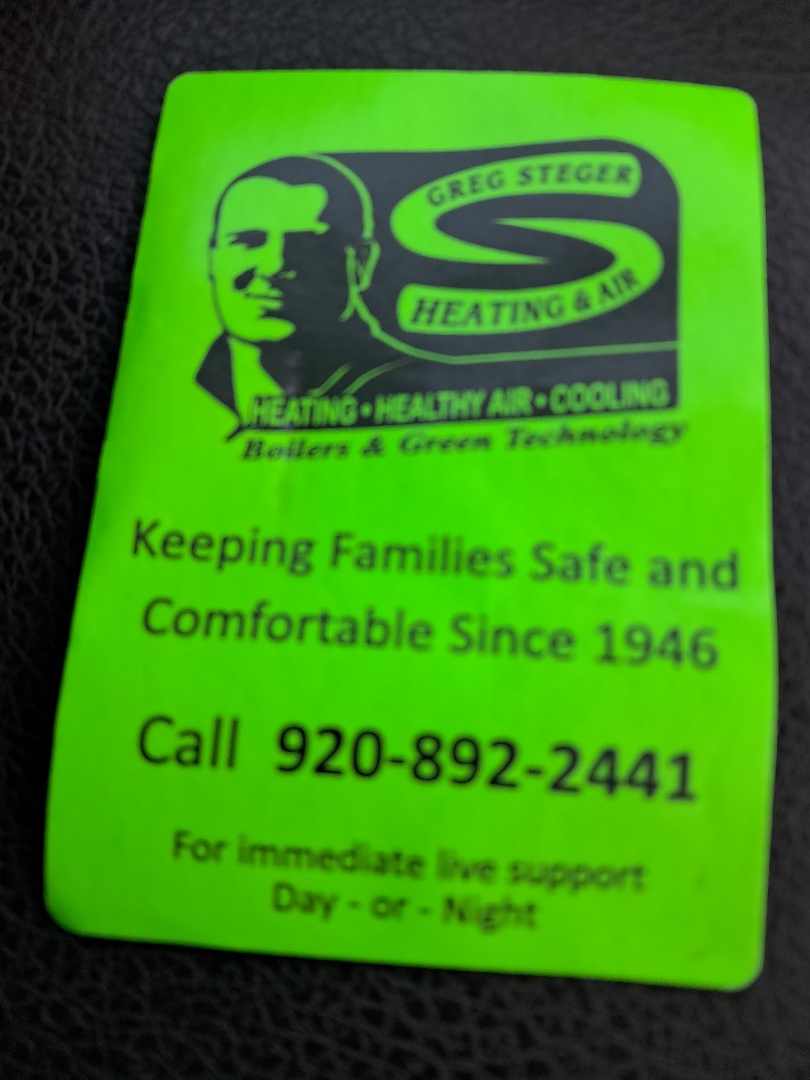 GREG STEGER
HEATING & AIR
HEATING • HEALTHY AIR • COOLING
Boilers & Green Technology
Keeping Families Safe and
Comfortable Since 1946
Call 920-892-2441
For immediate live support
Day - or - Night